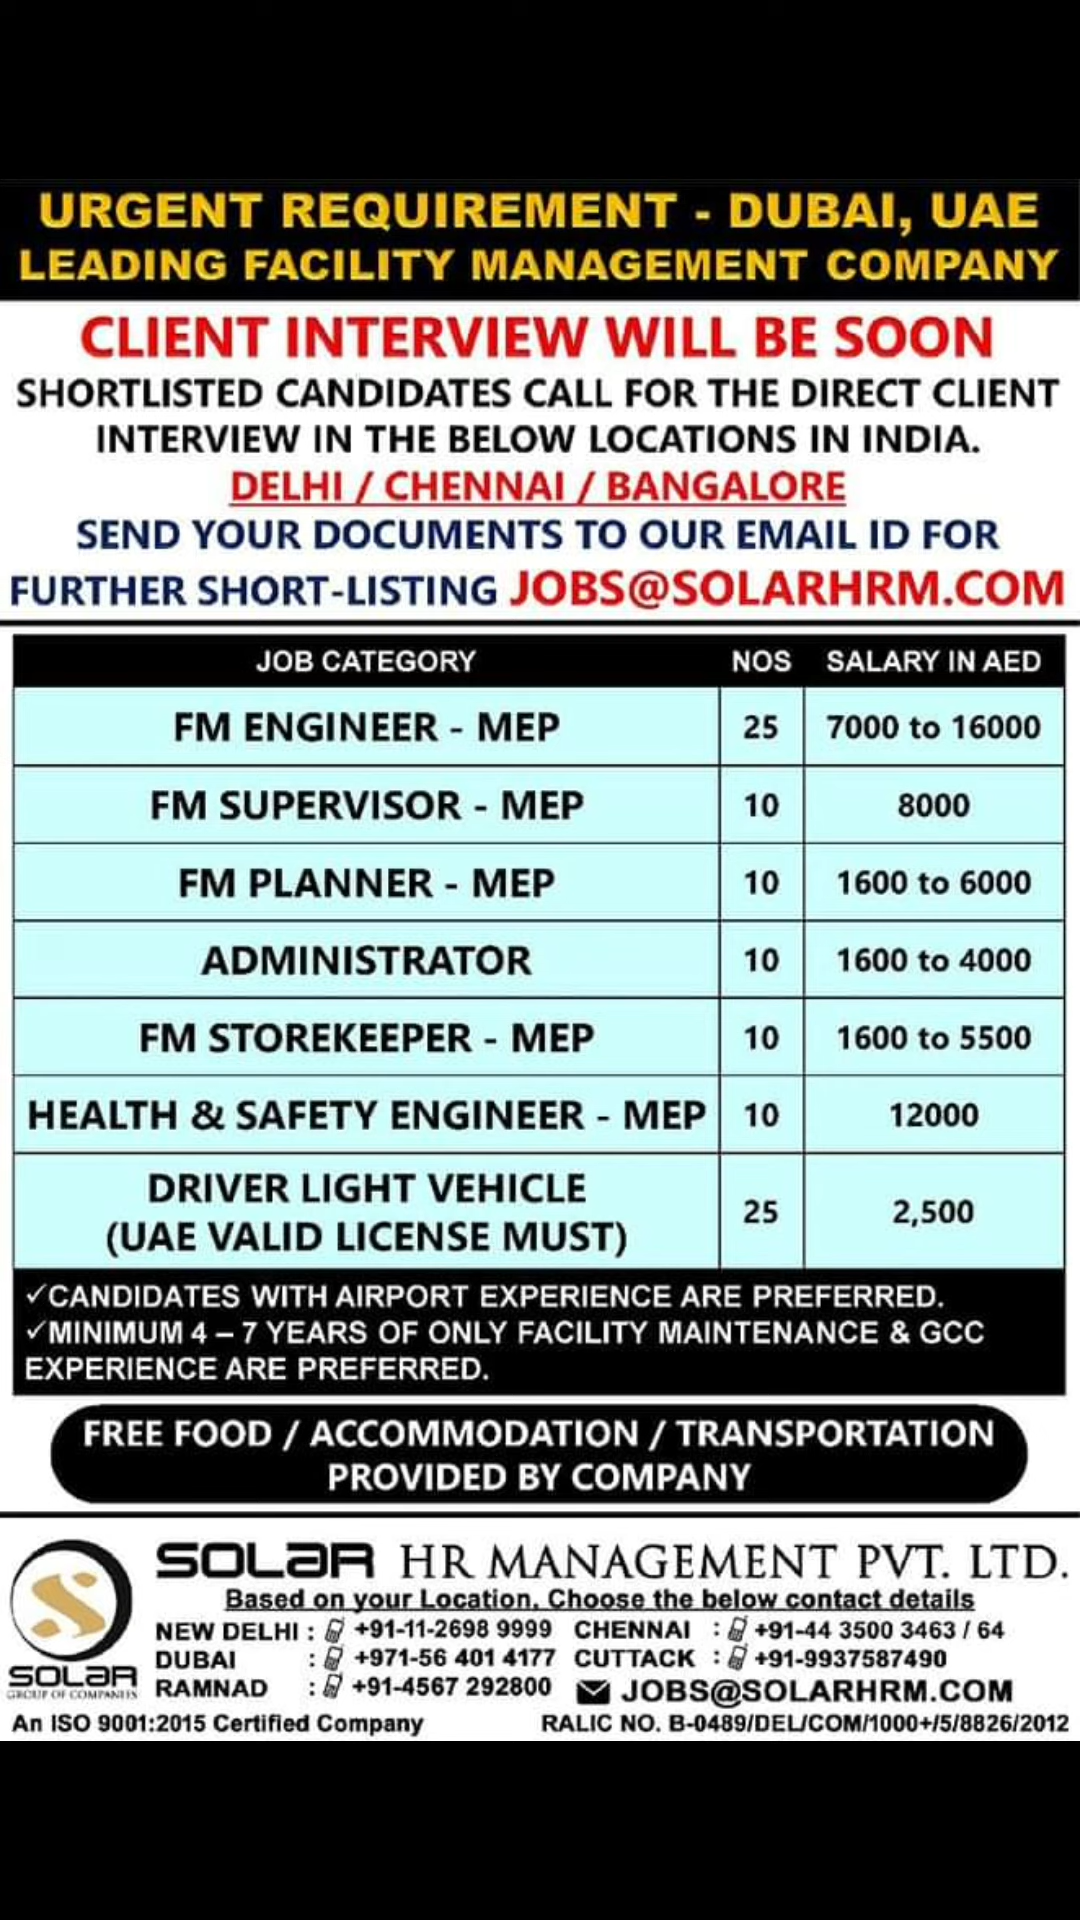 URGENT REQUIREMENT - DUBAI, UAE
LEADING FACILITY MANAGEMENT COMPANY
CLIENT INTERVIEW WILL BE SOON
SHORTLISTED CANDIDATES CALL FOR THE DIRECT CLIENT
INTERVIEW IN THE BELOW LOCATIONS IN INDIA.
DELHI / CHENNAI / BANGALORE
SEND YOUR DOCUMENTS TO OUR EMAIL ID FOR
FURTHER SHORT-LISTING JOBS@SOLARHRM.COM
JOB CATEGORY NOS SALARY IN AED
FM ENGINEER - MEP 25 7000 to 16000
FM SUPERVISOR - MEP 10 8000
FM PLANNER - MEP 10 1600 to 6000
ADMINISTRATOR 10 1600 to 4000
FM STOREKEEPER - MEP 10 1600 to 5500
HEALTH & SAFETY ENGINEER - MEP 10 12000
DRIVER LIGHT VEHICLE
(UAE VALID LICENSE MUST) 25 2,500
✓CANDIDATES WITH AIRPORT EXPERIENCE ARE PREFERRED.
✓MINIMUM 4 – 7 YEARS OF ONLY FACILITY MAINTENANCE & GCC
EXPERIENCE ARE PREFERRED.
FREE FOOD / ACCOMMODATION / TRANSPORTATION
PROVIDED BY COMPANY
SOLAR HR MANAGEMENT PVT. LTD.
Based on your Location, Choose the below contact details
NEW DELHI : +91-11-2698 9999 CHENNAI : +91-44 3500 3463 / 64
DUBAI : +971-56 401 4177 CUTTACK : +91-9937587490
RAMNAD : +91-4567 292800 JOBS@SOLARHRM.COM
SOLAR
GROUP OF COMPANIES
An ISO 9001:2015 Certified Company RALIC NO. B-0489/DEL/COM/1000+/5/8826/2012